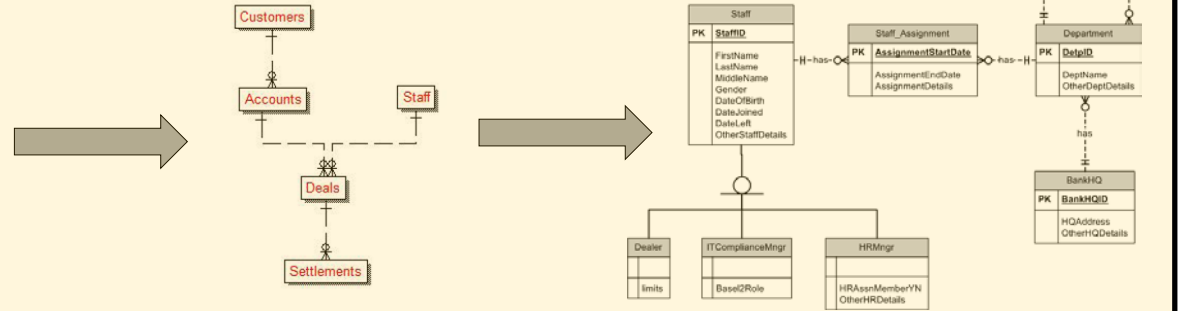 Customers
Accounts
Staff
Deals
Settlements
Staff
PK StaffID
FirstName
LastName
MiddleName
Gender
DateOfBirth
DateJoined
DateLeft
OtherStaffDetails
has
Staff_Assignment
PK AssignmentStartDate
AssignmentEndDate
AssignmentDetails
has
Department
PK DetpID
DeptName
OtherDeptDetails
has
BankHQ
PK BankHQID
HQAddress
OtherHQDetails
Dealer
limits
ITComplianceMngr
Basel2Role
HRMngr
HRAssnMemberYN
OtherHRDetails